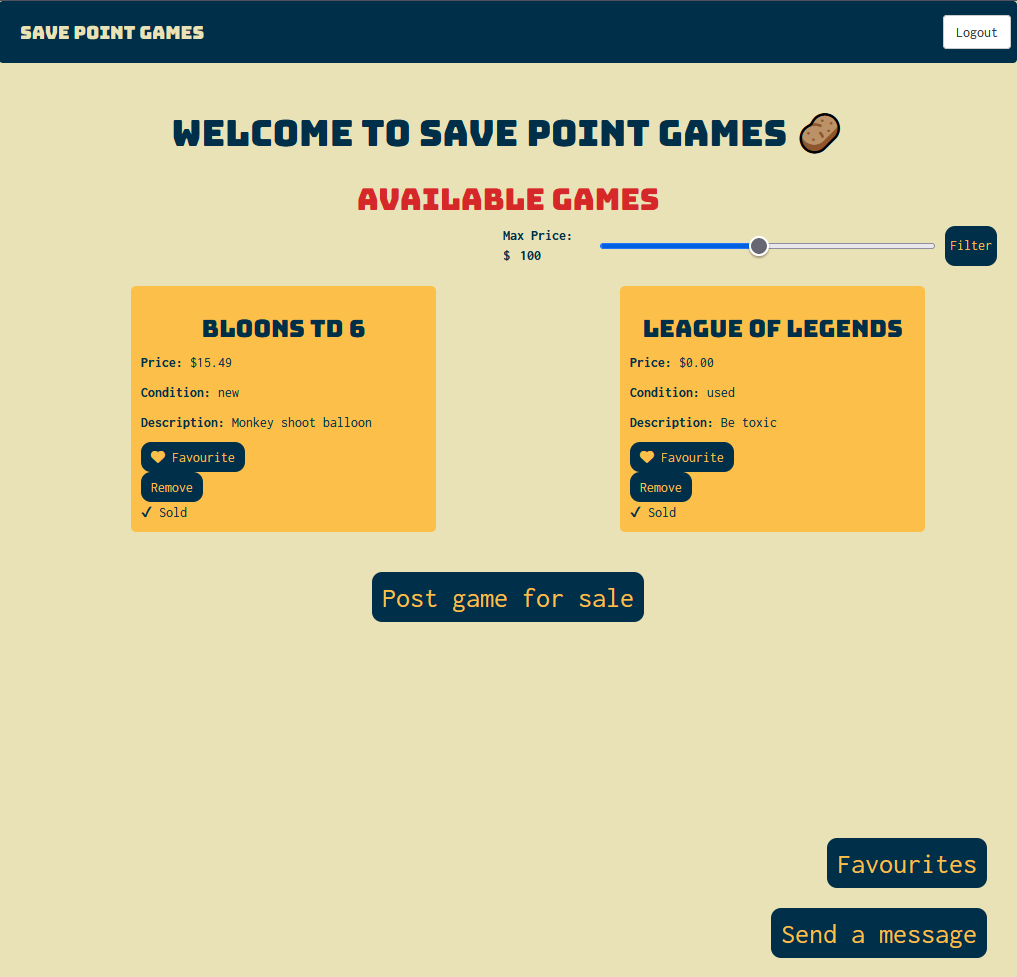 SAVE POINT GAMES
Logout
WELCOME TO SAVE POINT GAMES
AVAILABLE GAMES
Max Price:
$ 100
Filter
BLOONS TD 6
Price: $15.49
Condition: new
Description: Monkey shoot balloon
Favourite
Remove
✓ Sold
LEAGUE OF LEGENDS
Price: $0.00
Condition: used
Description: Be toxic
Favourite
Remove
✓ Sold
Post game for sale
Favourites
Send a message